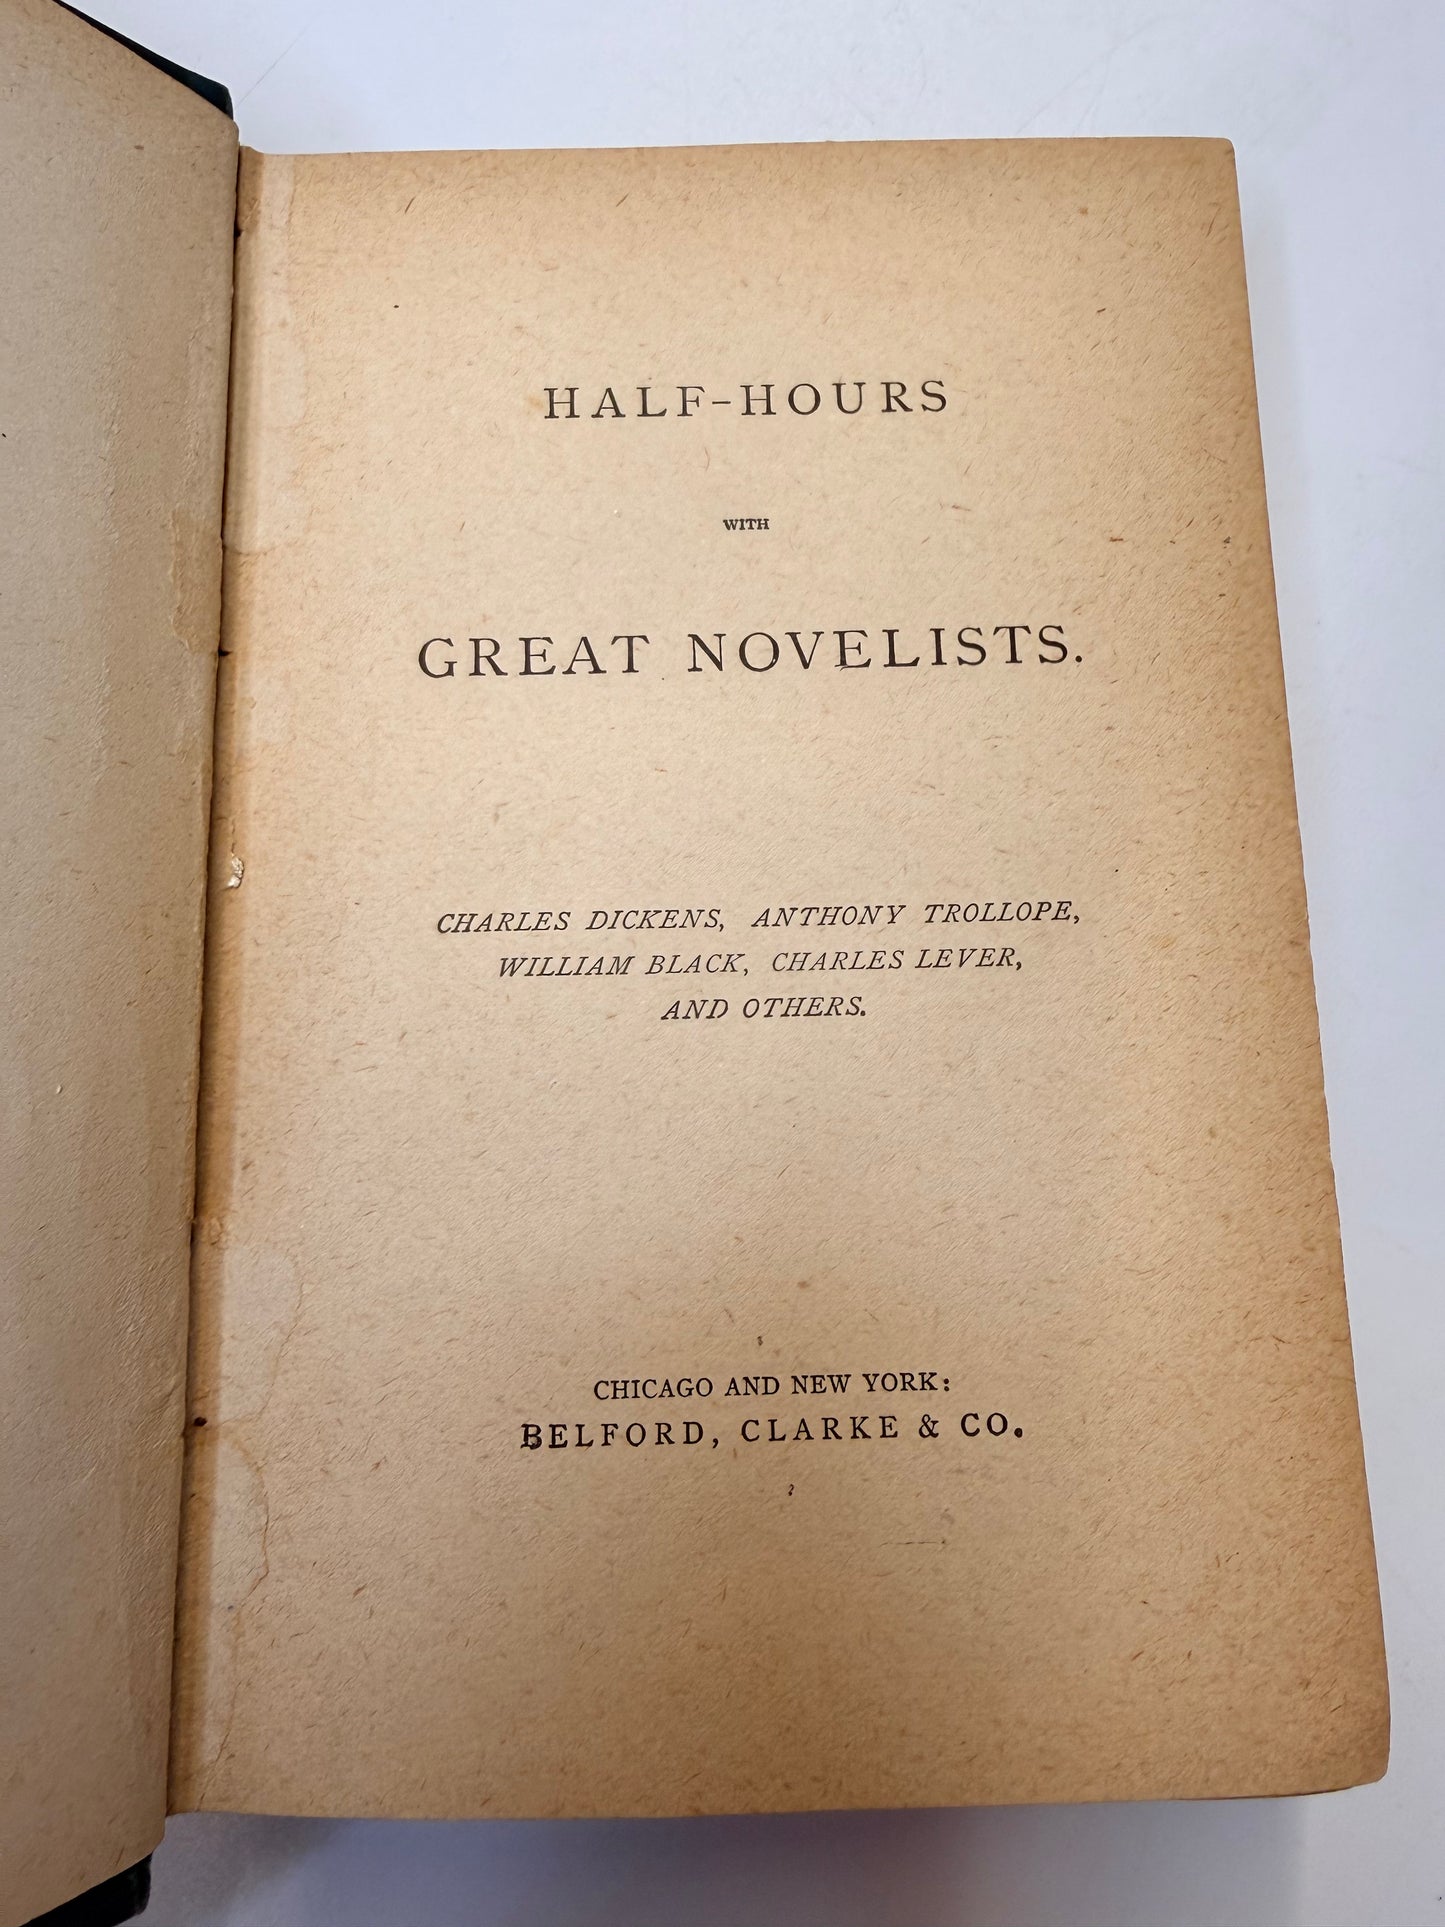 HALF-HOURS
WITH
GREAT NOVELISTS.
CHARLES DICKENS, ANTHONY TROLLOPE,
WILLIAM BLACK, CHARLES LEVER,
AND OTHERS.
CHICAGO AND NEW YORK:
BELFORD, CLARKE & CO.